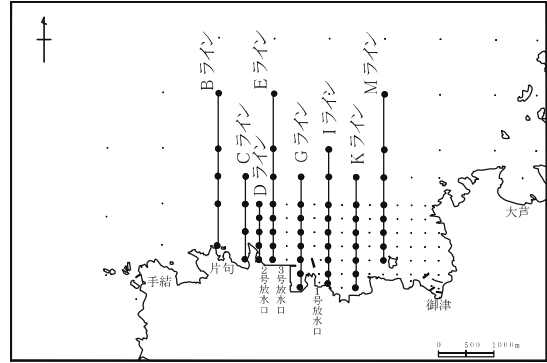 Bライン
Cライン
Dライン
Eライン
Gライン
Iライン
Kライン
Mライン
大芦
片句
手結
2号放水口
3号放水口
1号放水口
御津
0 500 1000m